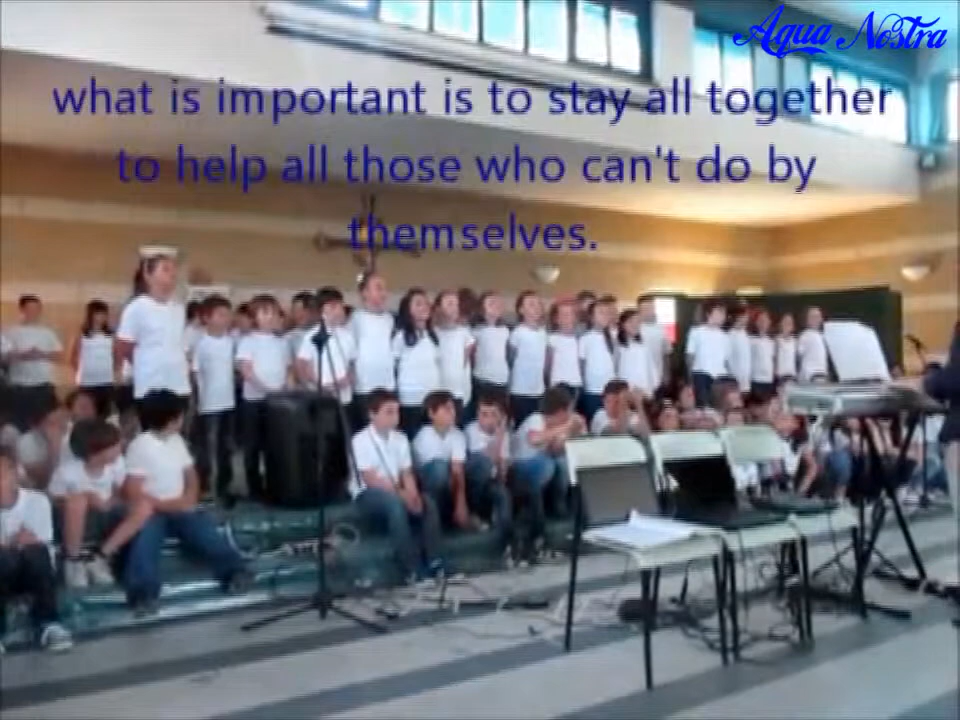 Aqua Nostra
what is important is to stay all together
to help all those who can't do by
themselves.